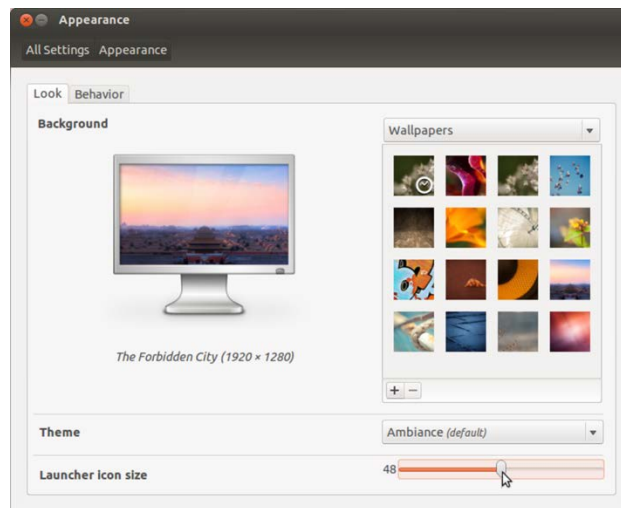 Appearance
All Settings Appearance
Look Behavior
Background
Wallpapers
The Forbidden City (1920 × 1280)
+ −
Theme
Ambiance (default)
Launcher icon size
48